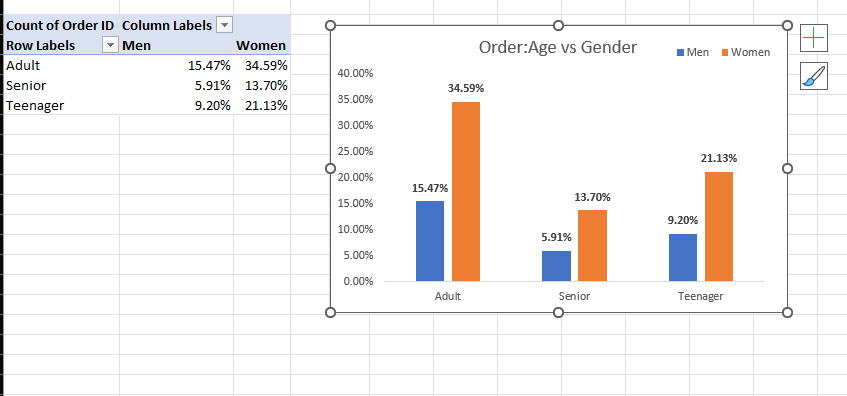 Count of Order ID Column Labels
Row Labels Men Women
Adult 15.47% 34.59%
Senior 5.91% 13.70%
Teenager 9.20% 21.13%
Order:Age vs Gender
Men Women
40.00%
35.00%
30.00%
25.00%
20.00%
15.00%
10.00%
5.00%
0.00%
15.47%
34.59%
5.91%
13.70%
9.20%
21.13%
Adult Senior Teenager